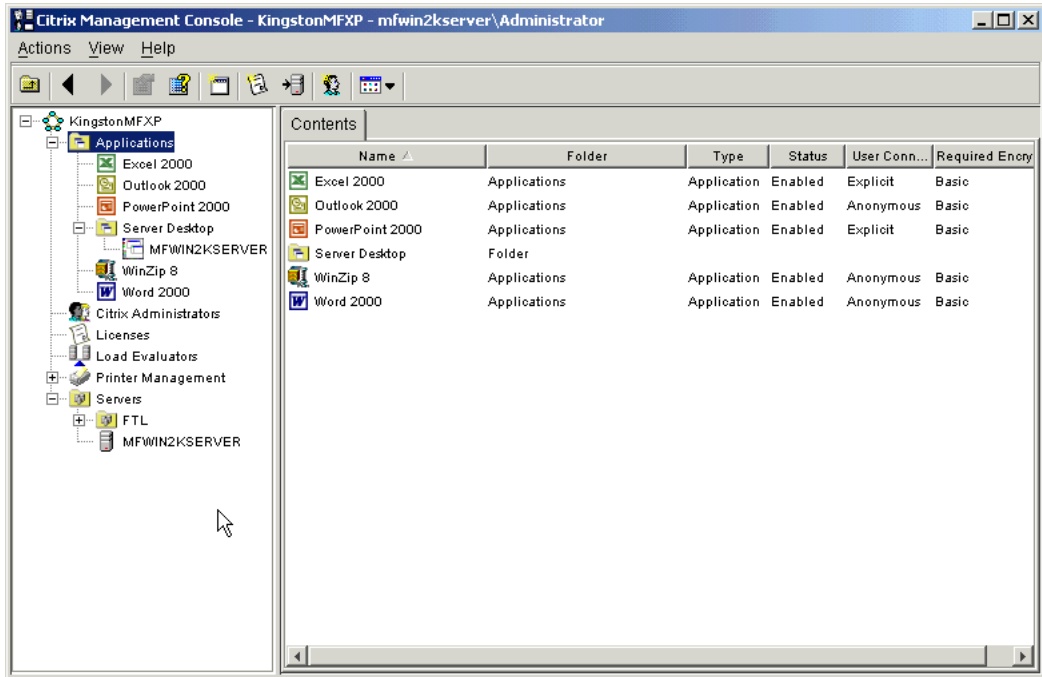 Citrix Management Console - KingstonMFXP - mfwin2kserver\Administrator
Actions View Help
KingstonMFXP
Applications
Excel 2000
Outlook 2000
PowerPoint 2000
Server Desktop
MFWIN2KSERVER
WinZip 8
Word 2000
Citrix Administrators
Licenses
Load Evaluators
Printer Management
Servers
FTL
MFWIN2KSERVER
Contents
Name Folder Type Status User Conn... Required Encry
Excel 2000 Applications Application Enabled Explicit Basic
Outlook 2000 Applications Application Enabled Anonymous Basic
PowerPoint 2000 Applications Application Enabled Explicit Basic
Server Desktop Folder
WinZip 8 Applications Application Enabled Anonymous Basic
Word 2000 Applications Application Enabled Anonymous Basic